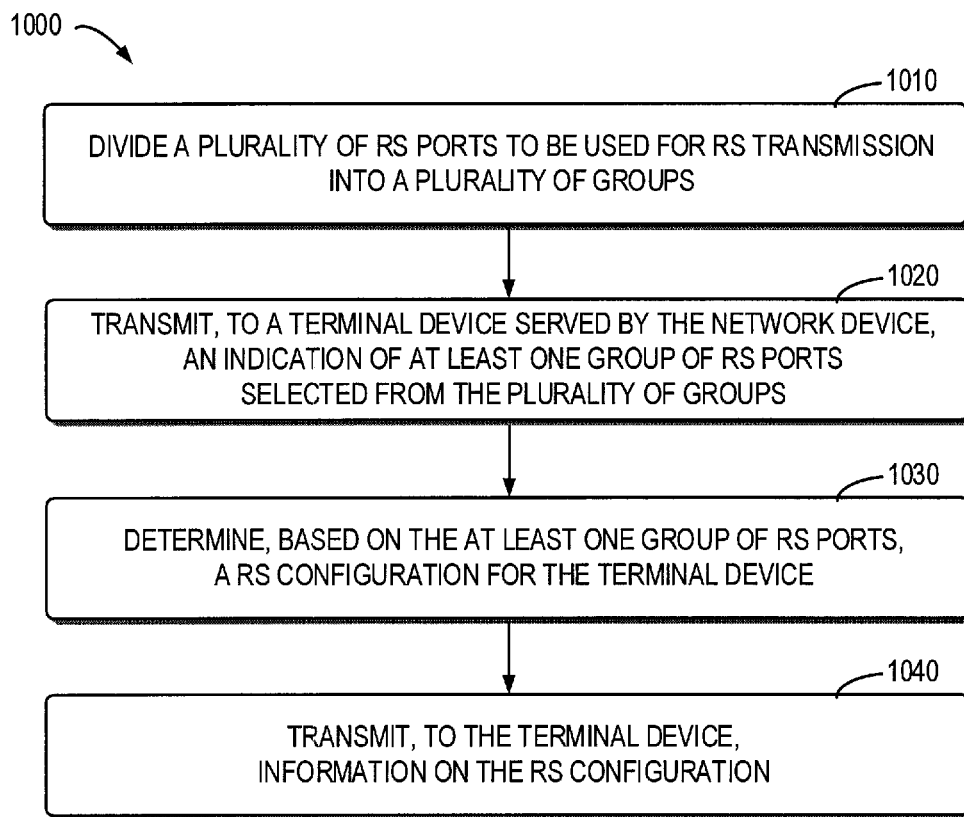 1000
1010
DIVIDE A PLURALITY OF RS PORTS TO BE USED FOR RS TRANSMISSION
INTO A PLURALITY OF GROUPS
1020
TRANSMIT, TO A TERMINAL DEVICE SERVED BY THE NETWORK DEVICE,
AN INDICATION OF AT LEAST ONE GROUP OF RS PORTS
SELECTED FROM THE PLURALITY OF GROUPS
1030
DETERMINE, BASED ON THE AT LEAST ONE GROUP OF RS PORTS,
A RS CONFIGURATION FOR THE TERMINAL DEVICE
1040
TRANSMIT, TO THE TERMINAL DEVICE,
INFORMATION ON THE RS CONFIGURATION